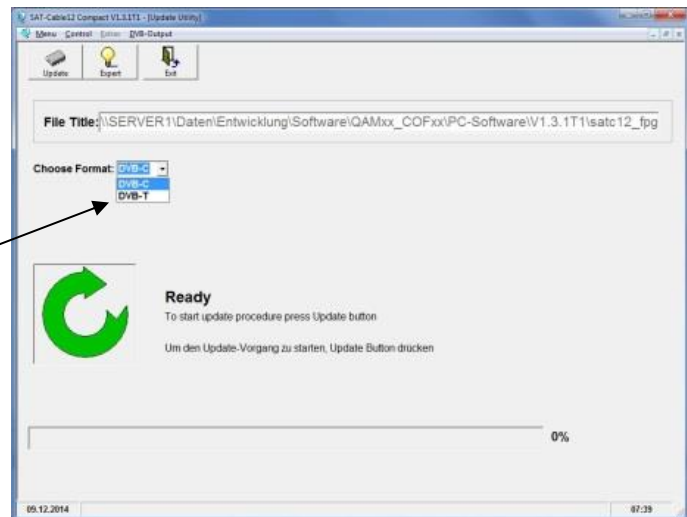 SAT-Cable12 Compact V1.3.1T1 - [Update Utility]
Menu Control Extras DVB-Output
Update Expert Exit
File Title: \\SERVER1\Daten\Entwicklung\Software\QAMxx_COFxx\PC-Software\V1.3.1T1\satc12_fpg
Choose Format: DVB-C
DVB-C
DVB-T
Ready
To start update procedure press Update button
Um den Update-Vorgang zu starten, Update Button drücken
0%
09.12.2014 07:39